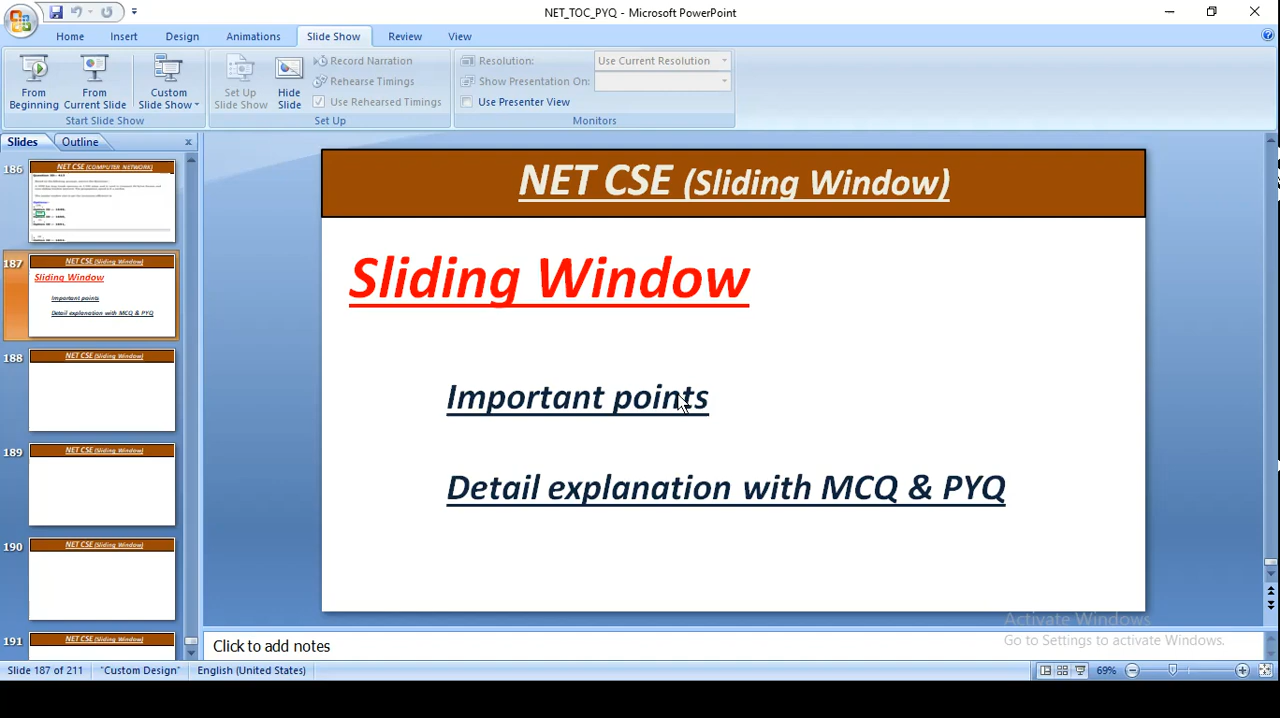 NET_TOC_PYQ - Microsoft PowerPoint
Home Insert Design Animations Slide Show Review View
From Beginning
From Current Slide
Custom Slide Show
Start Slide Show
Set Up Slide Show
Hide Slide
Record Narration
Rehearse Timings
Use Rehearsed Timings
Set Up
Resolution: Use Current Resolution
Show Presentation On:
Use Presenter View
Monitors
Slides Outline
186
NET CSE (COMPUTER NETWORK)
187
NET CSE (Sliding Window)
Sliding Window
Important points
Detail explanation with MCQ & PYQ
188
NET CSE (Sliding Window)
189
NET CSE (Sliding Window)
190
NET CSE (Sliding Window)
191
NET CSE (Sliding Window)
NET CSE (Sliding Window)
Sliding Window
Important points
Detail explanation with MCQ & PYQ
Activate Windows
Go to Settings to activate Windows.
Click to add notes
Slide 187 of 211 "Custom Design" English (United States) 69%